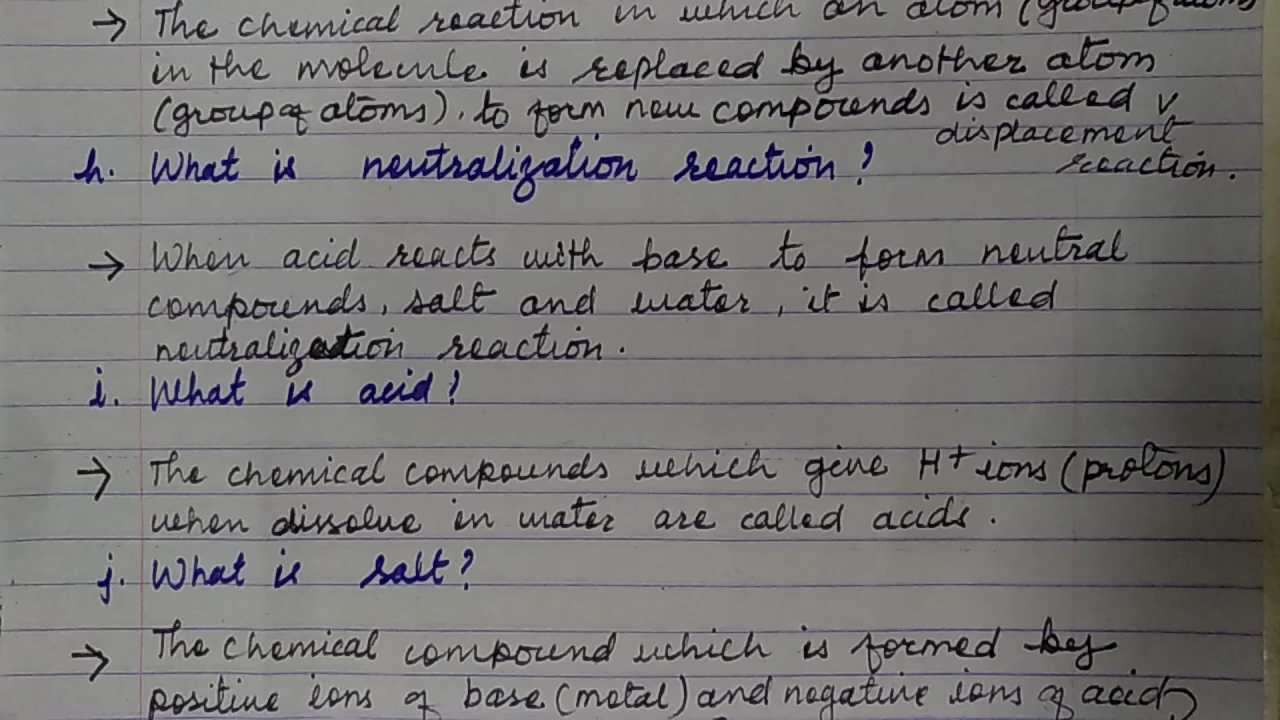 → The chemical reaction in which an atom (group of atoms)
in the molecule is replaced by another atom
(group of atoms). to form new compounds is called v
displacement
reaction.
h. What is neutralization reaction?
→ When acid reacts with base to form neutral
compounds, salt and water, it is called
neutralization reaction.
i. What is acid?
→ The chemical compounds which give H+ ions (protons)
when dissolve in water are called acids.
j. What is salt?
→ The chemical compound which is formed by
positive ions of base (metal) and negative ions of acid